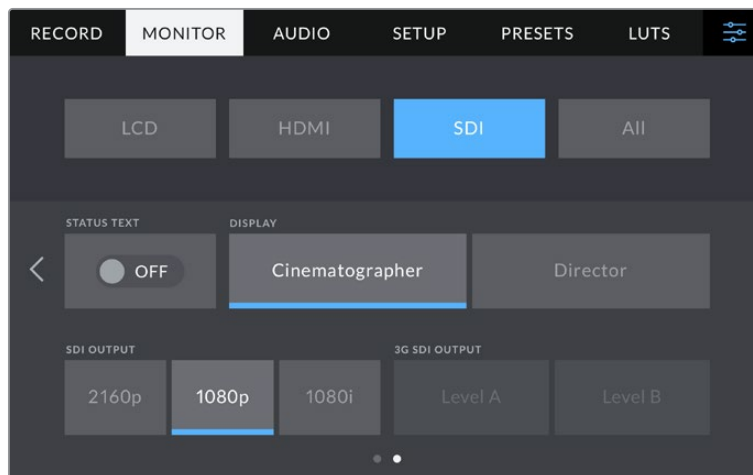 RECORD MONITOR AUDIO SETUP PRESETS LUTS
LCD HDMI SDI All
STATUS TEXT DISPLAY
OFF Cinematographer Director
SDI OUTPUT 3G SDI OUTPUT
2160p 1080p 1080i Level A Level B